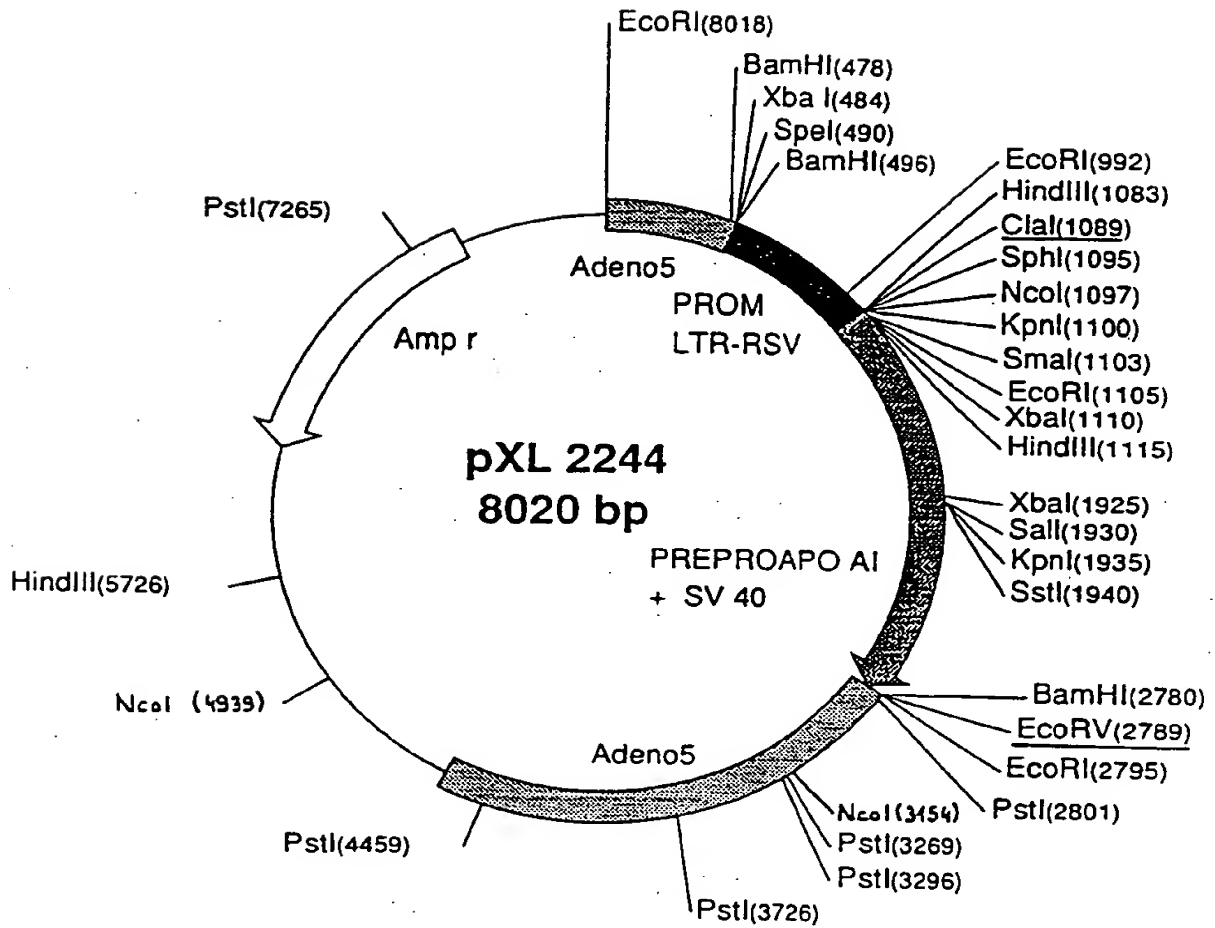 EcoRI(8018)
BamHI(478)
Xba I(484)
SpeI(490)
BamHI(496)
EcoRI(992)
HindIII(1083)
ClaI(1089)
SphI(1095)
NcoI(1097)
KpnI(1100)
SmaI(1103)
EcoRI(1105)
XbaI(1110)
HindIII(1115)
PstI(7265)
Adeno5
PROM
LTR-RSV
Amp r
pXL 2244
8020 bp
XbaI(1925)
SalI(1930)
KpnI(1935)
SstI(1940)
PREPROAPO AI
+ SV 40
HindIII(5726)
NcoI (4939)
BamHI(2780)
EcoRV(2789)
EcoRI(2795)
PstI(2801)
Adeno5
NcoI(3154)
PstI(3269)
PstI(3296)
PstI(4459)
PstI(3726)